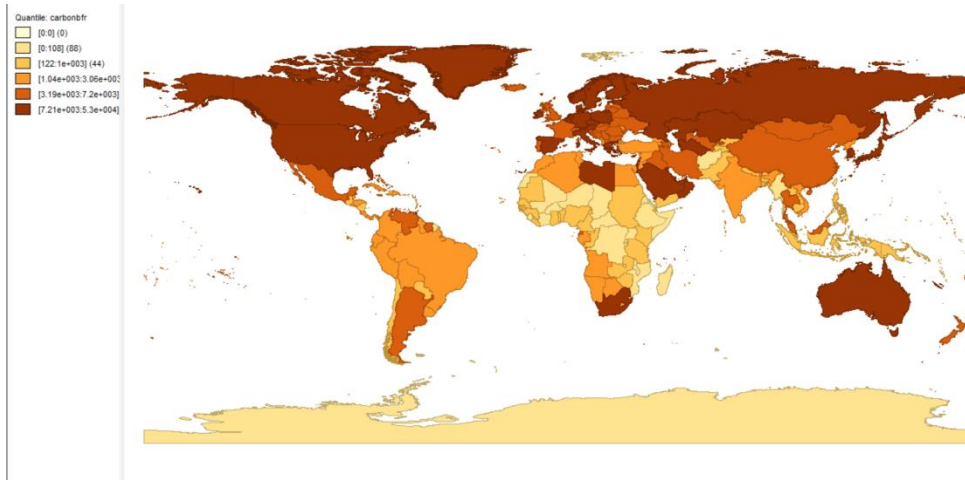 Quantile: carbonbfr
[0:0] (0)
[0:108] (88)
[122:1e+003] (44)
[1.04e+003:3.06e+003
[3.19e+003:7.2e+003]
[7.21e+003:5.3e+004]